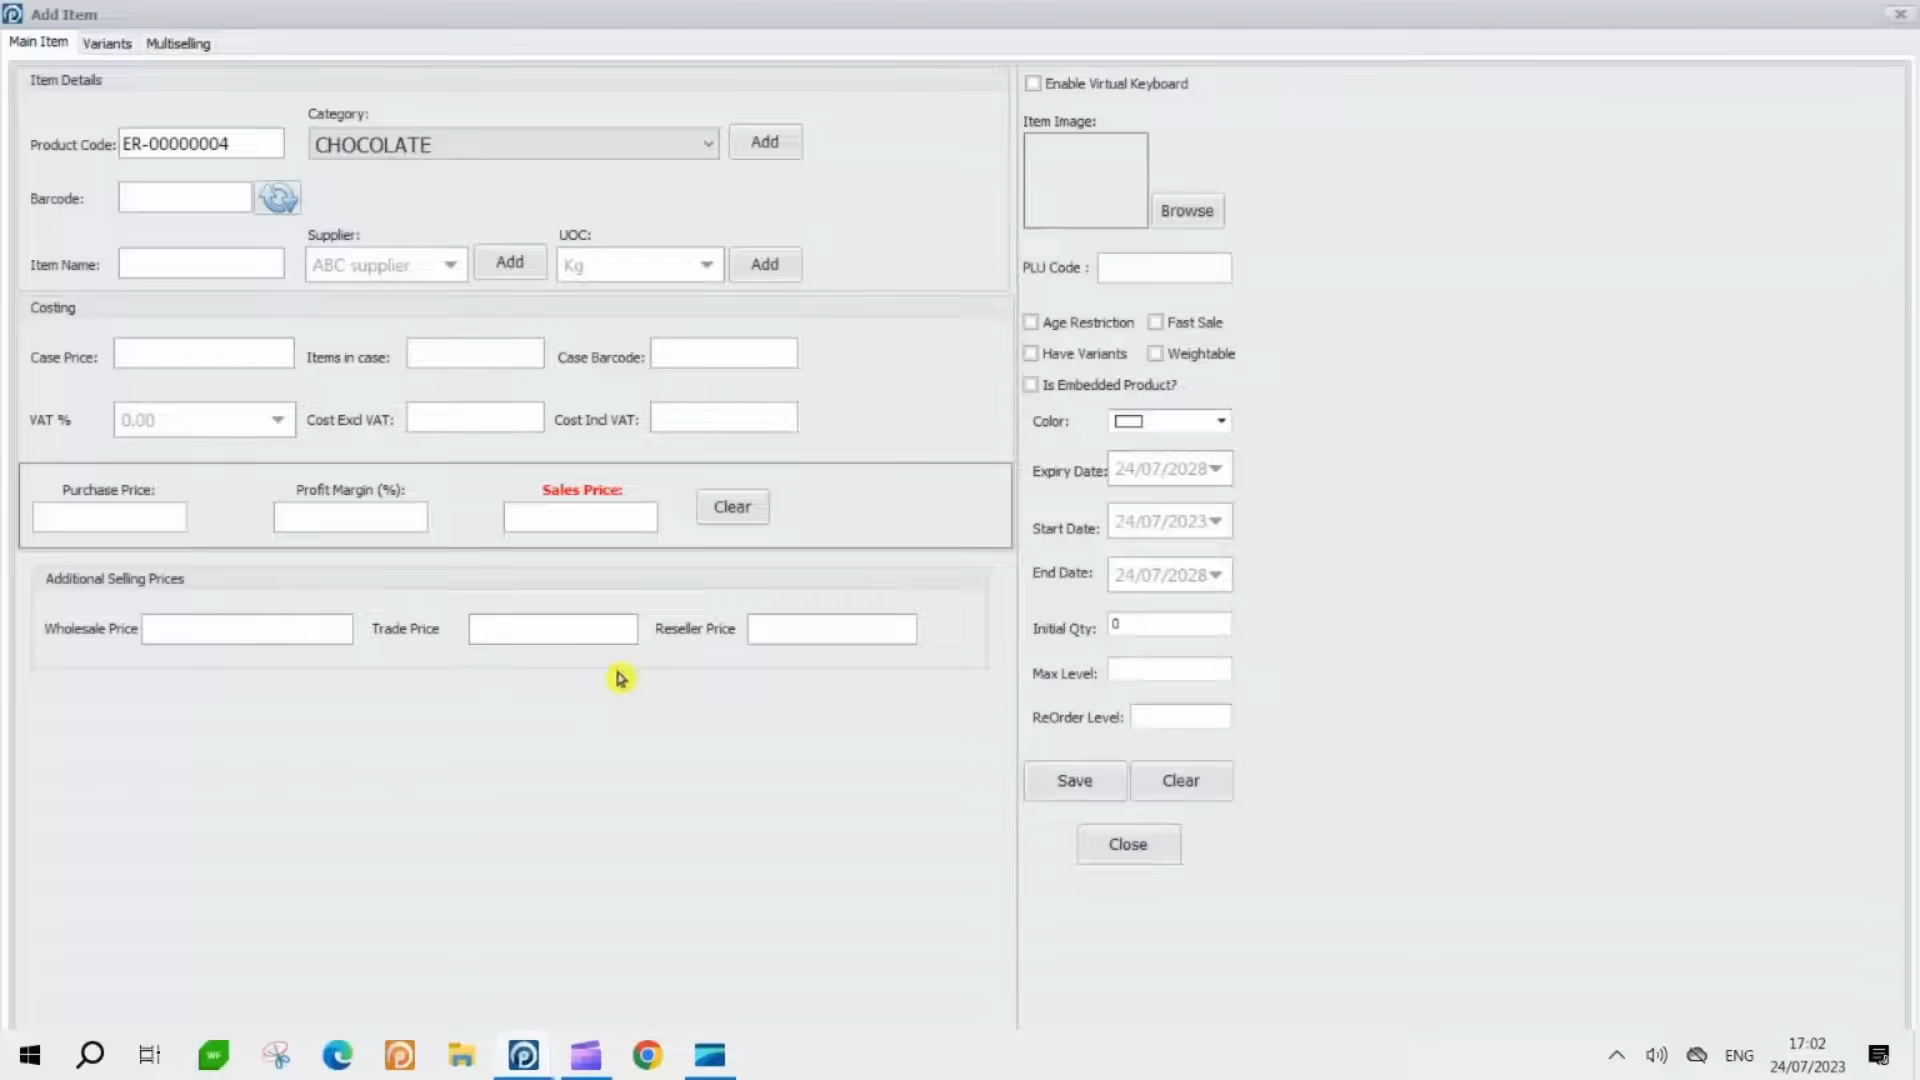 Add Item
Main Item Variants Multiselling
Item Details
Category:
Product Code: ER-00000004 CHOCOLATE Add
Barcode:
Supplier: UOC:
Item Name: ABC supplier Add Kg Add
Costing
Case Price: Items in case: Case Barcode:
VAT % 0.00 Cost Excl VAT: Cost Incl VAT:
Purchase Price: Profit Margin (%): Sales Price:
Clear
Additional Selling Prices
Wholesale Price Trade Price Reseller Price
Enable Virtual Keyboard
Item Image:
Browse
PLU Code :
Age Restriction Fast Sale
Have Variants Weightable
Is Embedded Product?
Color:
Expiry Date: 24/07/2028
Start Date: 24/07/2023
End Date: 24/07/2028
Initial Qty: 0
Max Level:
ReOrder Level:
Save Clear
Close
WF
ENG
17:02
24/07/2023